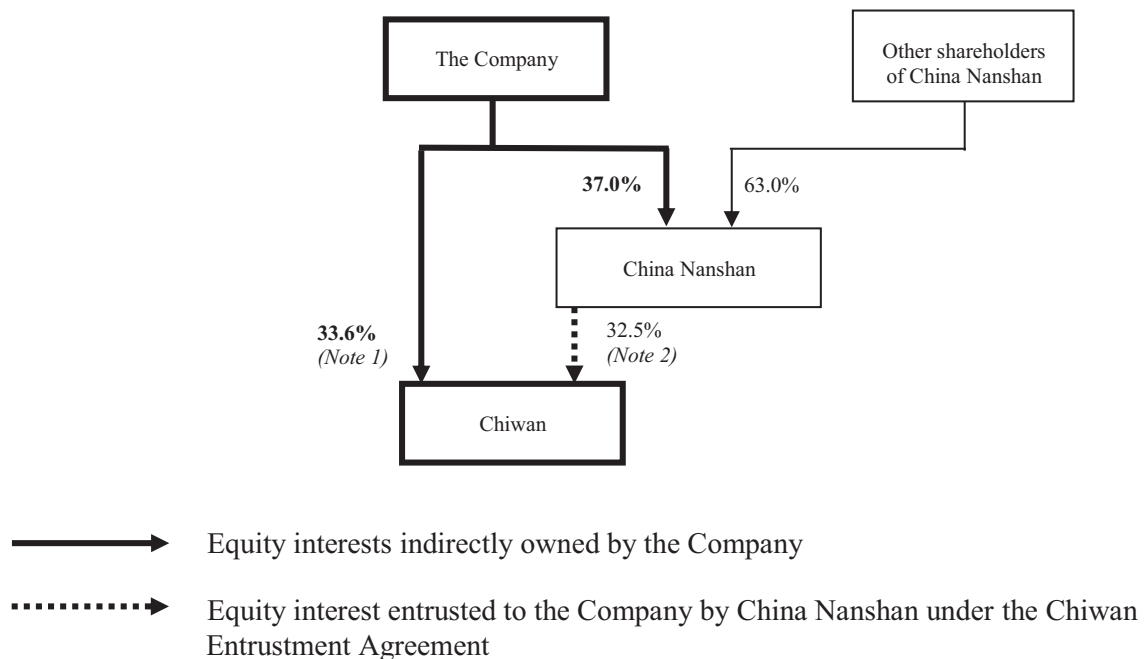 The Company
Other shareholders
of China Nanshan
37.0%
63.0%
China Nanshan
33.6%
(Note 1)
32.5%
(Note 2)
Chiwan
Equity interests indirectly owned by the Company
Equity interest entrusted to the Company by China Nanshan under the Chiwan
Entrustment Agreement